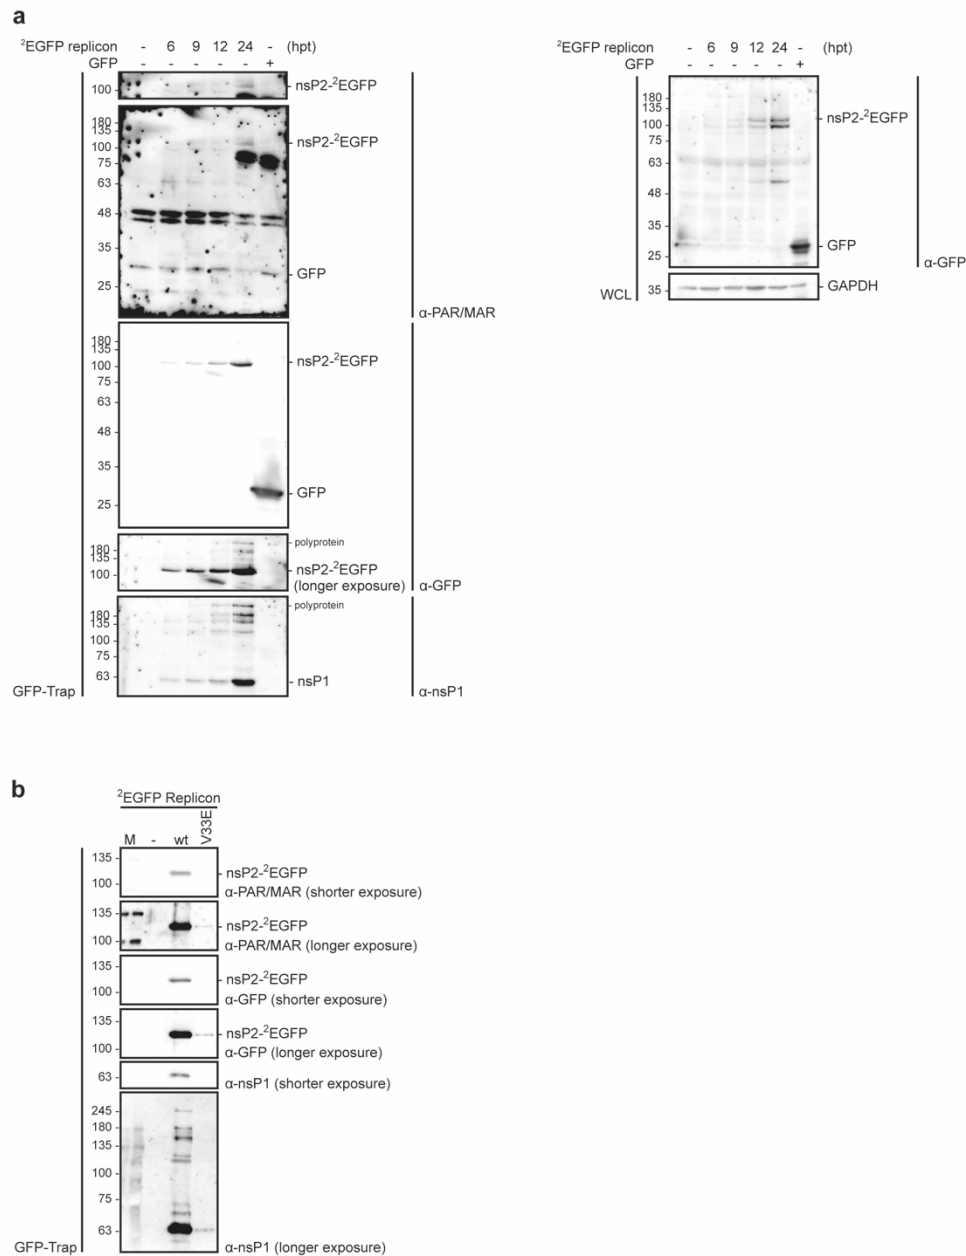 a
²EGFP replicon - 6 9 12 24 - (hpt)
GFP - - - - - +
100
nsP2-²EGFP
180
135
100
75
63
48
35
25
nsP2-²EGFP
GFP
α-PAR/MAR
180
135
100
75
63
48
35
25
nsP2-²EGFP
GFP
180
135
100
polyprotein
nsP2-²EGFP
(longer exposure)
α-GFP
180
135
100
75
63
polyprotein
nsP1
GFP-Trap
α-nsP1
²EGFP replicon - 6 9 12 24 (hpt)
GFP - - - - - +
180
135
100
75
63
48
35
25
nsP2-²EGFP
GFP
α-GFP
35
GAPDH
WCL
b
²EGFP Replicon
M - wt V33E
135
100
nsP2-²EGFP
α-PAR/MAR (shorter exposure)
135
100
nsP2-²EGFP
α-PAR/MAR (longer exposure)
135
100
nsP2-²EGFP
α-GFP (shorter exposure)
135
100
nsP2-²EGFP
α-GFP (longer exposure)
63
α-nsP1 (shorter exposure)
245
180
135
100
75
63
GFP-Trap
α-nsP1 (longer exposure)